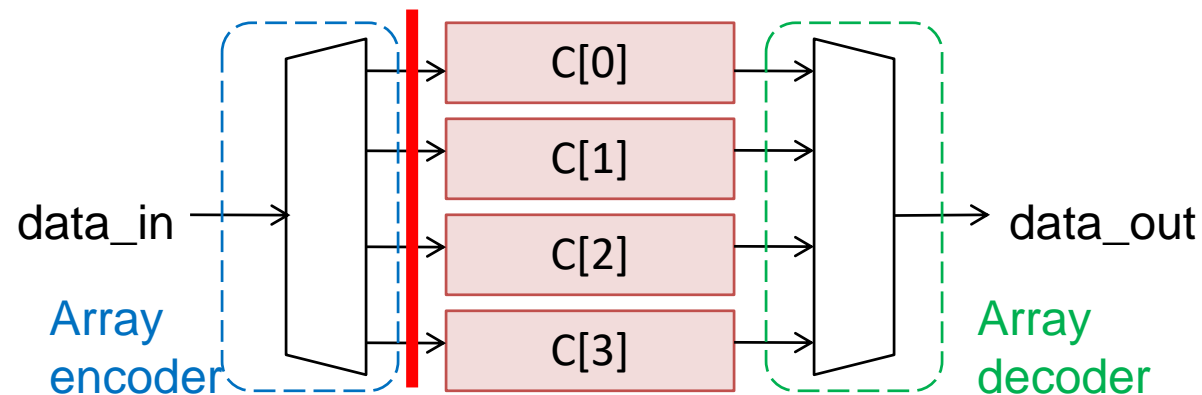 C[0]
C[1]
data_in
C[2]
data_out
Array
encoder
C[3]
Array
decoder